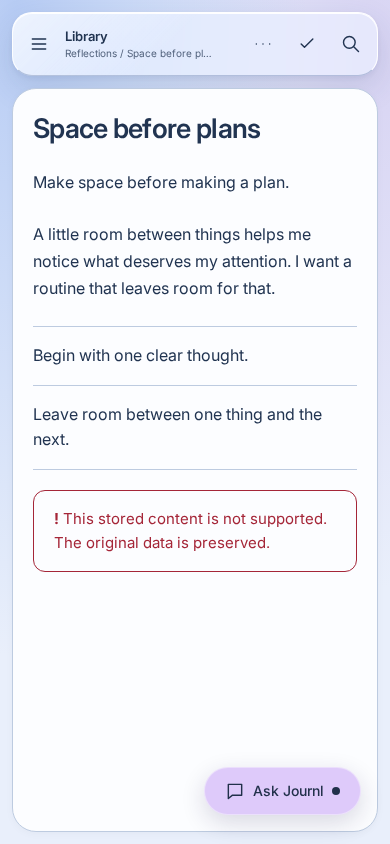 Library
Reflections / Space before pl...
Space before plans
Make space before making a plan.
A little room between things helps me
notice what deserves my attention. I want a
routine that leaves room for that.
Begin with one clear thought.
Leave room between one thing and the
next.
! This stored content is not supported.
The original data is preserved.
Ask Journl